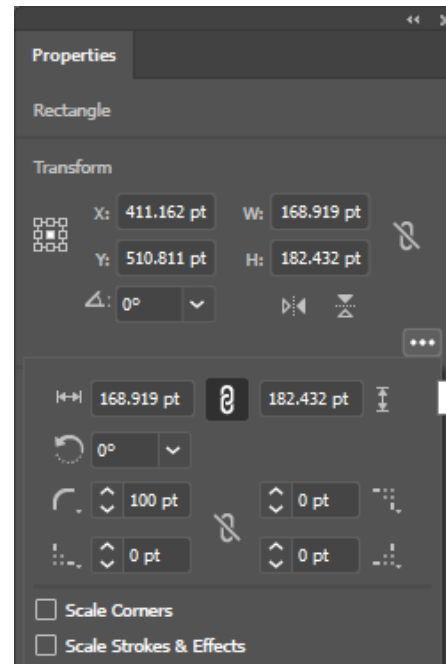 Properties
Rectangle
Transform
X: 411.162 pt W: 168.919 pt
Y: 510.811 pt H: 182.432 pt
: 0°
168.919 pt 182.432 pt
0°
100 pt 0 pt
0 pt 0 pt
Scale Corners
Scale Strokes & Effects